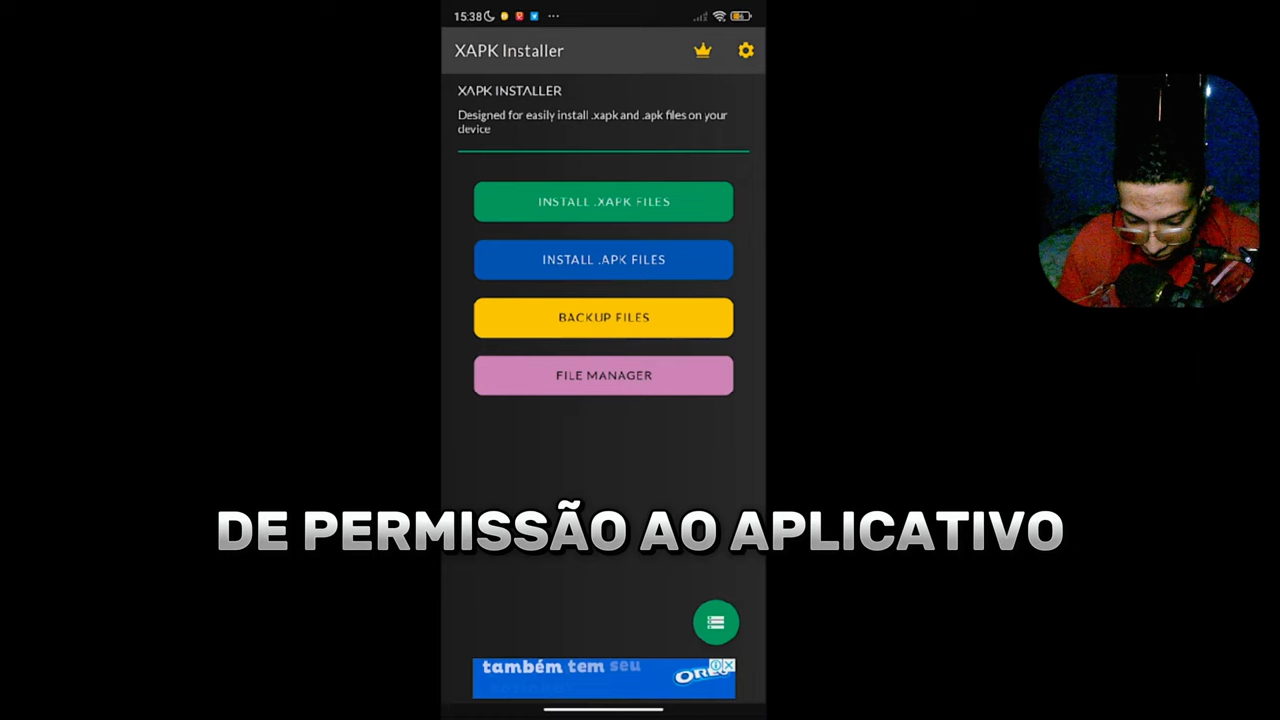 15:38
XAPK Installer
XAPK INSTALLER
Designed for easily install .xapk and .apk files on your
device
INSTALL .XAPK FILES
INSTALL .APK FILES
BACKUP FILES
FILE MANAGER
DE PERMISSÃO AO APLICATIVO
também tem seu
OREO